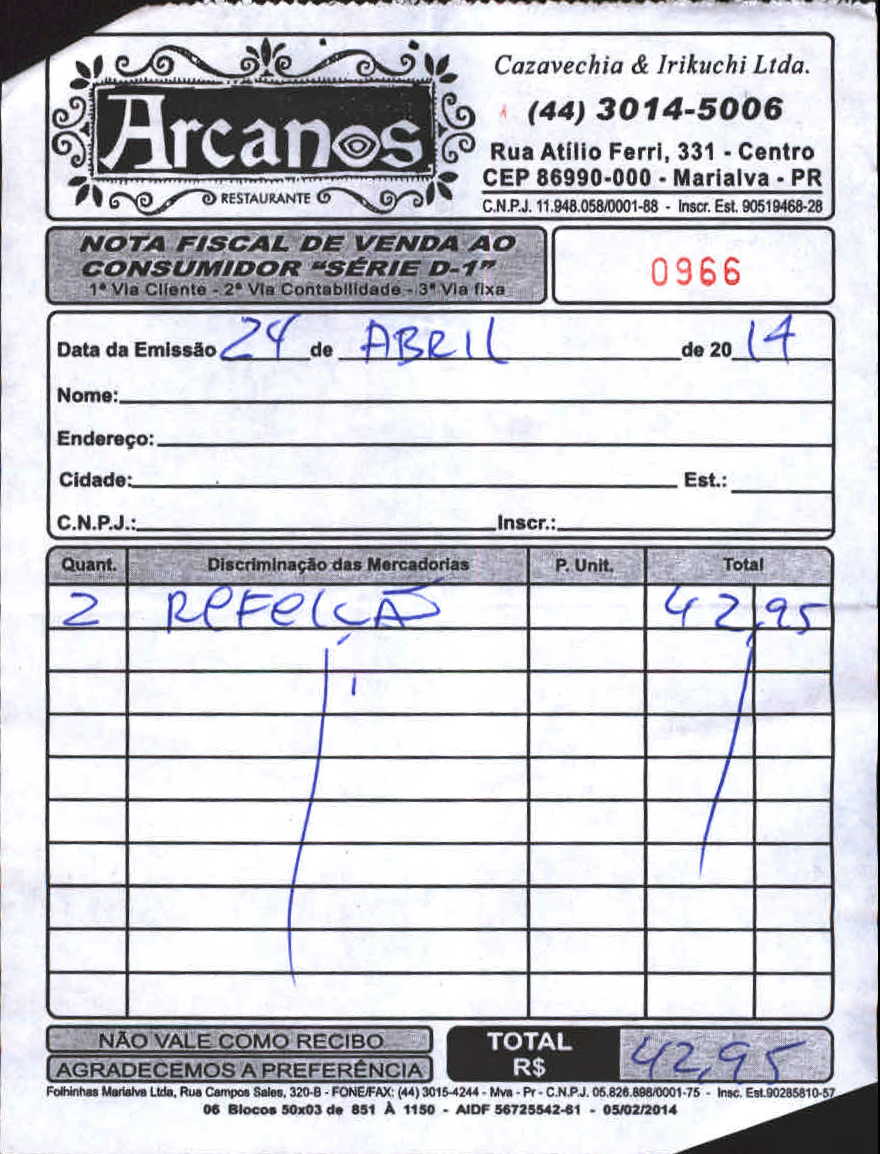 Arcanos
RESTAURANTE
Cazavechia & Irikuchi Ltda.
(44) 3014-5006
Rua Atílio Ferri, 331 - Centro
CEP 86990-000 - Marialva - PR
C.N.P.J. 11.948.058/0001-88 - Inscr. Est. 90519468-28
NOTA FISCAL DE VENDA AO
CONSUMIDOR "SÉRIE D-1"
1ª Via Cliente - 2ª Via Contabilidade - 3ª Via fixa
0966
Data da Emissão 24 de ABRIL de 20 14
Nome:
Endereço:
Cidade: Est.:
C.N.P.J.: Inscr.:
Quant. Discriminação das Mercadorias P. Unit. Total
2 REFEIÇÃO 42,95
NÃO VALE COMO RECIBO
AGRADECEMOS A PREFERÊNCIA
TOTAL
R$ 42,95
Folhinhas Marialva Ltda, Rua Campos Sales, 320-B - FONE/FAX: (44) 3015-4244 - Mva - Pr - C.N.P.J. 05.826.898/0001-75 - Insc. Est.90285810-57
06 Blocos 50x03 de 851 À 1150 - AIDF 56725542-61 - 05/02/2014